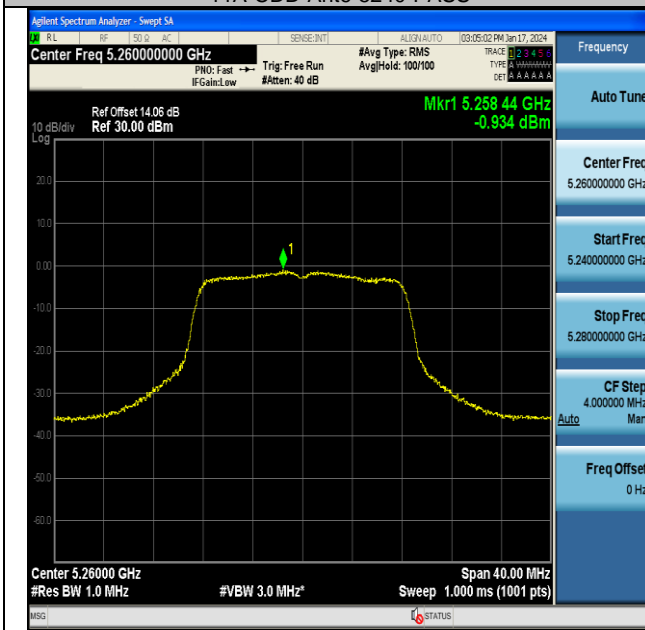 Agilent Spectrum Analyzer - Swept SA
RL RF 50 Ω AC SENSE:INT ALIGN AUTO 03:05:02 PM Jan 17, 2024
Center Freq 5.260000000 GHz
PNO: Fast
IFGain:Low
Trig: Free Run
#Atten: 40 dB
#Avg Type: RMS
Avg|Hold: 100/100
TRACE 1 2 3 4 5 6
TYPE A
DET A A A A A A
Frequency
Mkr1 5.258 44 GHz
-0.934 dBm
Ref Offset 14.06 dB
10 dB/div Ref 30.00 dBm
Log
20.0
10.0
0.00
-10.0
-20.0
-30.0
-40.0
-50.0
-60.0
1
Center 5.26000 GHz
Span 40.00 MHz
#Res BW 1.0 MHz #VBW 3.0 MHz* Sweep 1.000 ms (1001 pts)
MSG STATUS
Auto Tune
Center Freq
5.260000000 GHz
Start Freq
5.240000000 GHz
Stop Freq
5.280000000 GHz
CF Step
4.000000 MHz
Auto Man
Freq Offset
0 Hz